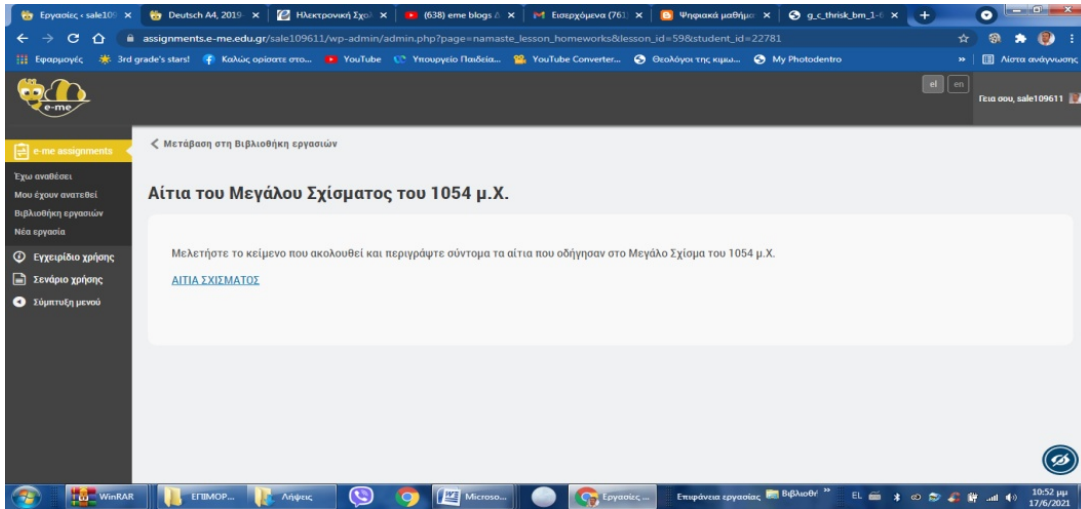 Εργασίες ‹ sale109
Deutsch A4, 2019
Ηλεκτρονική Σχολ
(638) eme blogs Δ
Εισερχόμενα (761)
Ψηφιακά μαθήμα
g_c_thrisk_bm_1-6
assignments.e-me.edu.gr/sale109611/wp-admin/admin.php?page=namaste_lesson_homeworks&lesson_id=59&student_id=22781
Εφαρμογές
3rd grade's stars!
Καλώς ορίσατε στο...
YouTube
Υπουργείο Παιδεία...
YouTube Converter...
Θεολόγοι της κιμω...
My Photodentro
»
Λίστα ανάγνωσης
e-me
el
en
Γεια σου, sale109611
e-me assignments
Μετάβαση στη Βιβλιοθήκη εργασιών
Έχω αναθέσει
Μου έχουν ανατεθεί
Βιβλιοθήκη εργασιών
Νέα εργασία
Εγχειρίδιο χρήσης
Σενάριο χρήσης
Σύμπτυξη μενού
Αίτια του Μεγάλου Σχίσματος του 1054 μ.Χ.
Μελετήστε το κείμενο που ακολουθεί και περιγράψτε σύντομα τα αίτια που οδήγησαν στο Μεγάλο Σχίσμα του 1054 μ.Χ.
ΑΙΤΙΑ ΣΧΙΣΜΑΤΟΣ
WinRAR
ΕΠΙΜΟΡ...
Λήψεις
Microso...
Εργασίες ...
Επιφάνεια εργασίας
Βιβλιοθή
»
EL
10:52 μμ
17/6/2021